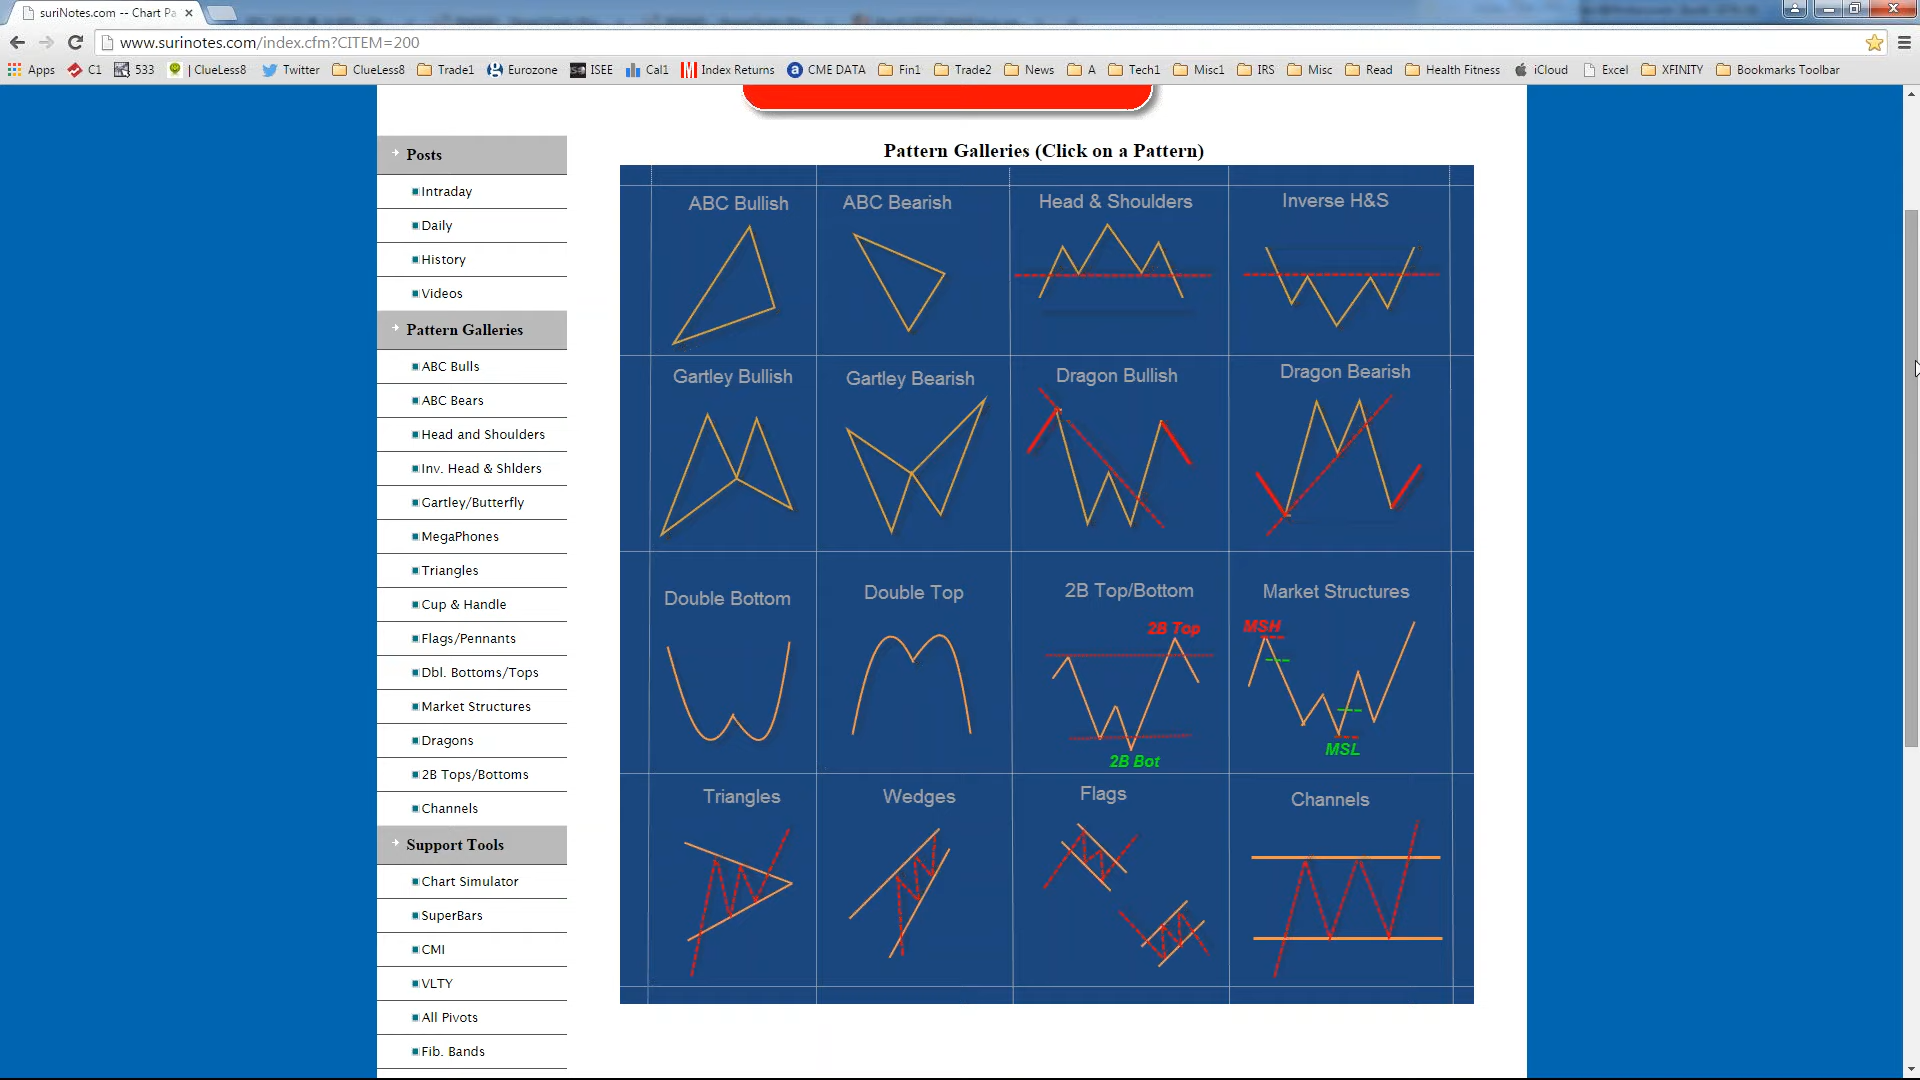 suriNotes.com -- Chart Pa
www.surinotes.com/index.cfm?CITEM=200
Apps C1 533 | ClueLess8 Twitter ClueLess8 Trade1 Eurozone ISEE Cal1 Index Returns CME DATA Fin1 Trade2 News A Tech1 Misc1 IRS Misc Read Health Fitness iCloud Excel XFINITY Bookmarks Toolbar
Posts
Intraday
Daily
History
Videos
Pattern Galleries
ABC Bulls
ABC Bears
Head and Shoulders
Inv. Head & Shlders
Gartley/Butterfly
MegaPhones
Triangles
Cup & Handle
Flags/Pennants
Dbl. Bottoms/Tops
Market Structures
Dragons
2B Tops/Bottoms
Channels
Support Tools
Chart Simulator
SuperBars
CMI
VLTY
All Pivots
Fib. Bands
Pattern Galleries (Click on a Pattern)
ABC Bullish ABC Bearish Head & Shoulders Inverse H&S
Gartley Bullish Gartley Bearish Dragon Bullish Dragon Bearish
Double Bottom Double Top 2B Top/Bottom Market Structures
2B Top MSH
2B Bot MSL
Triangles Wedges Flags Channels